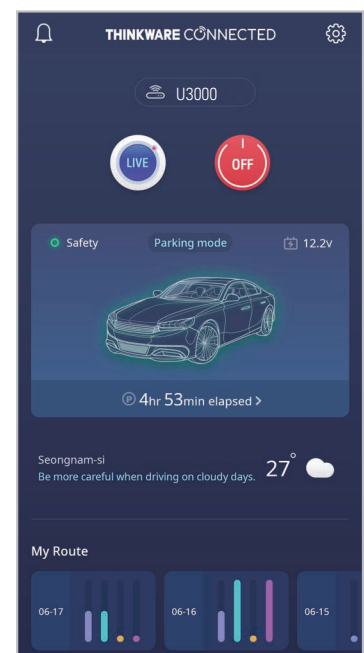 THINKWARE CONNECTED
U3000
LIVE
OFF
Safety
Parking mode
12.2v
P 4hr 53min elapsed >
Seongnam-si
Be more careful when driving on cloudy days.
27°
My Route
06-17
06-16
06-15